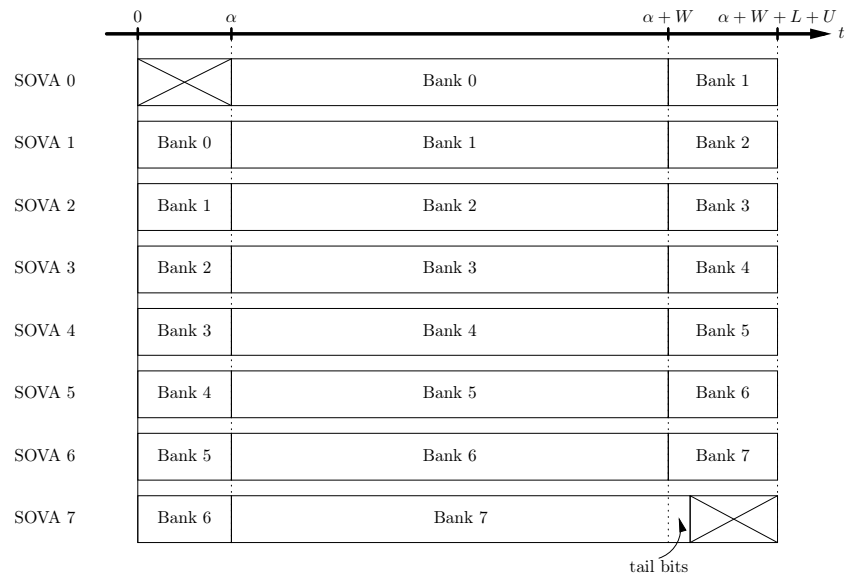 0 α α + W α + W + L + U
t
SOVA 0 Bank 0 Bank 1
SOVA 1 Bank 0 Bank 1 Bank 2
SOVA 2 Bank 1 Bank 2 Bank 3
SOVA 3 Bank 2 Bank 3 Bank 4
SOVA 4 Bank 3 Bank 4 Bank 5
SOVA 5 Bank 4 Bank 5 Bank 6
SOVA 6 Bank 5 Bank 6 Bank 7
SOVA 7 Bank 6 Bank 7
tail bits